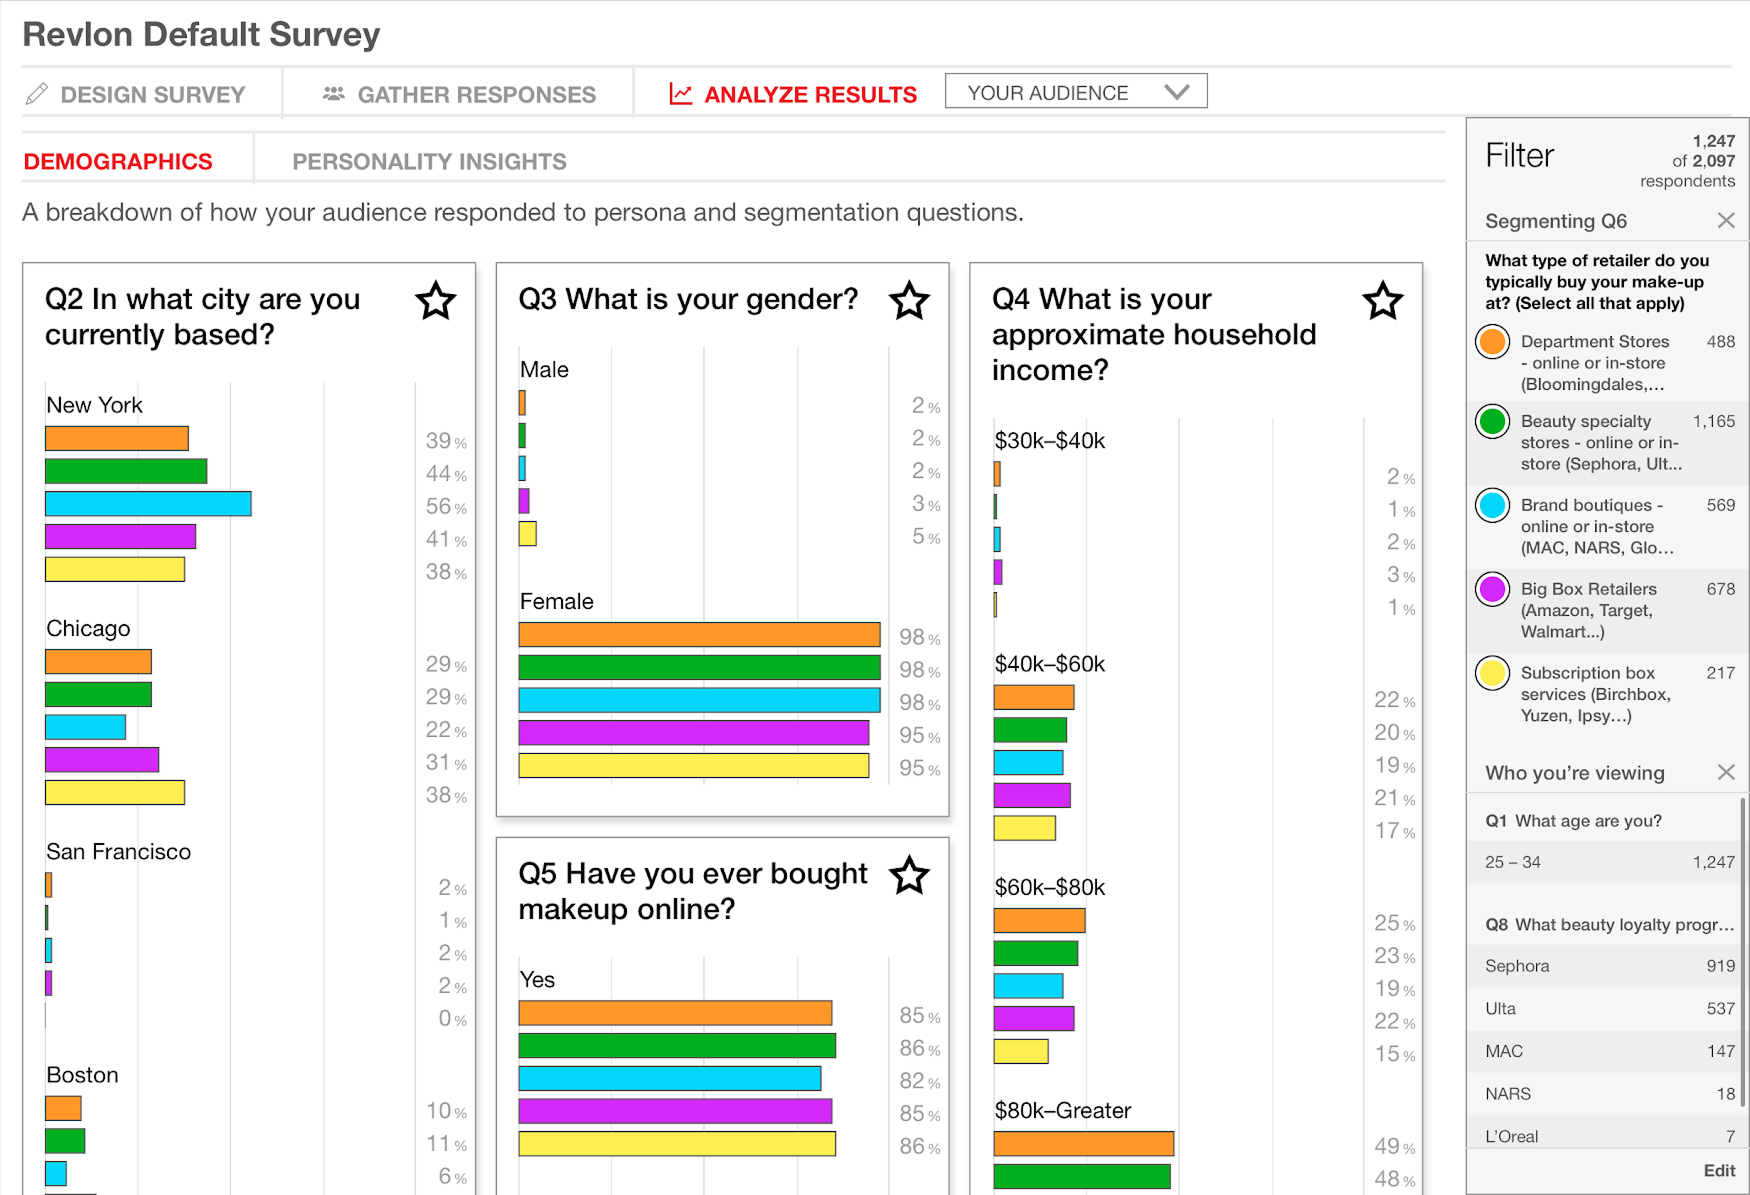 Revlon Default Survey
DESIGN SURVEY
GATHER RESPONSES
ANALYZE RESULTS
YOUR AUDIENCE
DEMOGRAPHICS
PERSONALITY INSIGHTS
A breakdown of how your audience responded to persona and segmentation questions.
Q2 In what city are you
currently based?
New York
39%
44%
56%
41%
38%
Chicago
29%
29%
22%
31%
38%
San Francisco
2%
1%
2%
2%
0%
Boston
10%
11%
6%
Q3 What is your gender?
Male
2%
2%
2%
3%
5%
Female
98%
98%
98%
95%
95%
Q5 Have you ever bought
makeup online?
Yes
85%
86%
82%
85%
86%
Q4 What is your
approximate household
income?
$30k–$40k
2%
1%
2%
3%
1%
$40k–$60k
22%
20%
19%
21%
17%
$60k–$80k
25%
23%
19%
22%
15%
$80k–Greater
49%
48%
Filter
1,247
of 2,097
respondents
Segmenting Q6
What type of retailer do you
typically buy your make-up
at? (Select all that apply)
Department Stores 488
- online or in-store
(Bloomingdales,...
Beauty specialty 1,165
stores - online or in-
store (Sephora, Ult...
Brand boutiques - 569
online or in-store
(MAC, NARS, Glo...
Big Box Retailers 678
(Amazon, Target,
Walmart...)
Subscription box 217
services (Birchbox,
Yuzen, Ipsy...)
Who you're viewing
Q1 What age are you?
25 – 34 1,247
Q8 What beauty loyalty progr...
Sephora 919
Ulta 537
MAC 147
NARS 18
L'Oreal 7
Edit